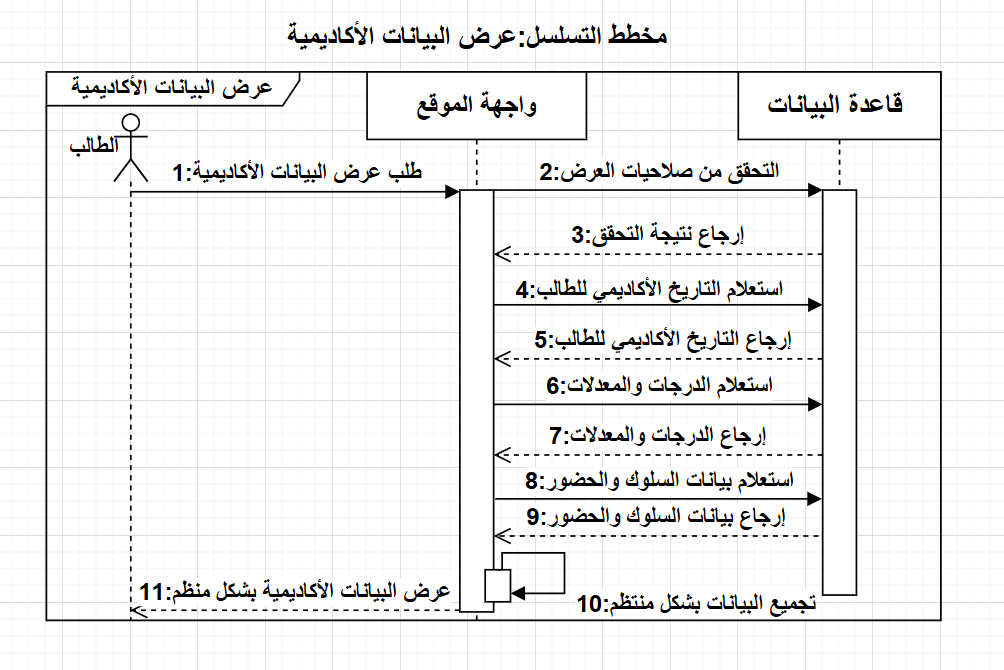 مخطط التسلسل:عرض البيانات الأكاديمية
عرض البيانات الأكاديمية
واجهة الموقع
قاعدة البيانات
الطالب
1:طلب عرض البيانات الأكاديمية
2:التحقق من صلاحيات العرض
3:إرجاع نتيجة التحقق
4:استعلام التاريخ الأكاديمي للطالب
5:إرجاع التاريخ الأكاديمي للطالب
6:استعلام الدرجات والمعدلات
7:إرجاع الدرجات والمعدلات
8:استعلام بيانات السلوك والحضور
9:إرجاع بيانات السلوك والحضور
10:تجميع البيانات بشكل منتظم
11:عرض البيانات الأكاديمية بشكل منظم